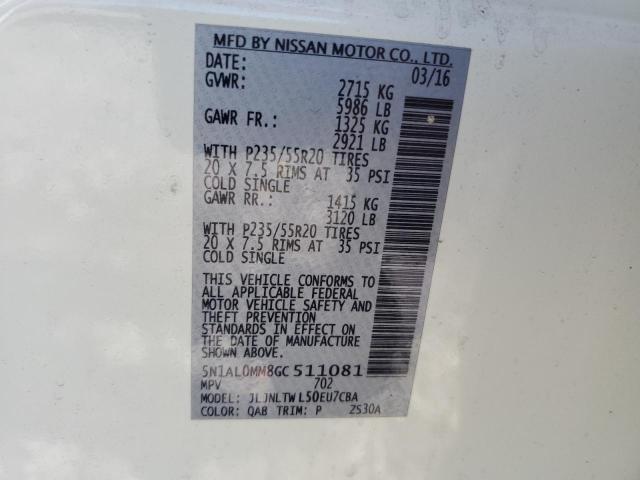 MFD BY NISSAN MOTOR CO., LTD.
DATE: 03/16
GVWR: 2715 KG
5986 LB
GAWR FR.: 1325 KG
2921 LB
WITH P235/55R20 TIRES
20 X 7.5 RIMS AT 35 PSI
COLD SINGLE
GAWR RR.: 1415 KG
3120 LB
WITH P235/55R20 TIRES
20 X 7.5 RIMS AT 35 PSI
COLD SINGLE
THIS VEHICLE CONFORMS TO
ALL APPLICABLE FEDERAL
MOTOR VEHICLE SAFETY AND
THEFT PREVENTION
STANDARDS IN EFFECT ON
THE DATE OF MANUFACTURE
SHOWN ABOVE.
5N1AL0MM8GC511081
MPV 702
MODEL: JLJNLTWL50EU7CBA
COLOR: QAB TRIM: P ZS30A